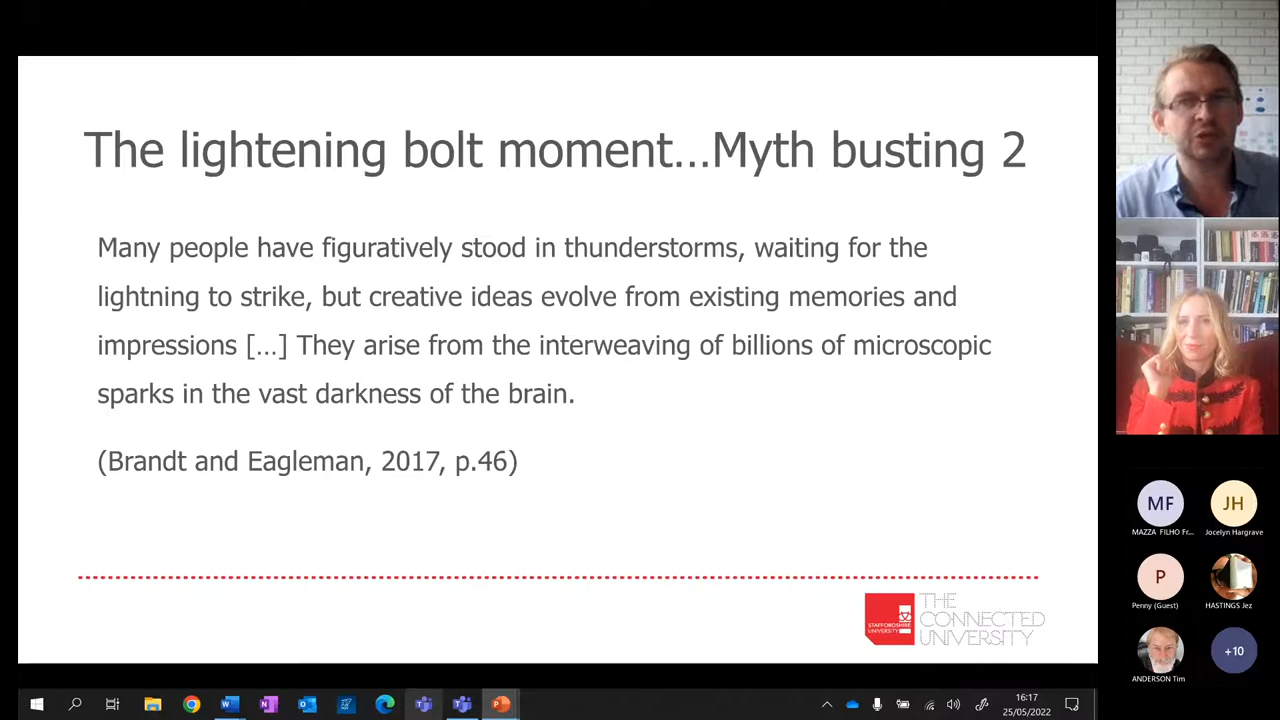 The lightening bolt moment...Myth busting 2
Many people have figuratively stood in thunderstorms, waiting for the
lightning to strike, but creative ideas evolve from existing memories and
impressions […] They arise from the interweaving of billions of microscopic
sparks in the vast darkness of the brain.
(Brandt and Eagleman, 2017, p.46)
STAFFORDSHIRE
UNIVERSITY
THE
CONNECTED
UNIVERSITY
MF
JH
MAZZA FILHO Fr...
Jocelyn Hargrave
P
Penny (Guest)
HASTINGS Jez
+10
ANDERSON Tim
16:17
25/05/2022